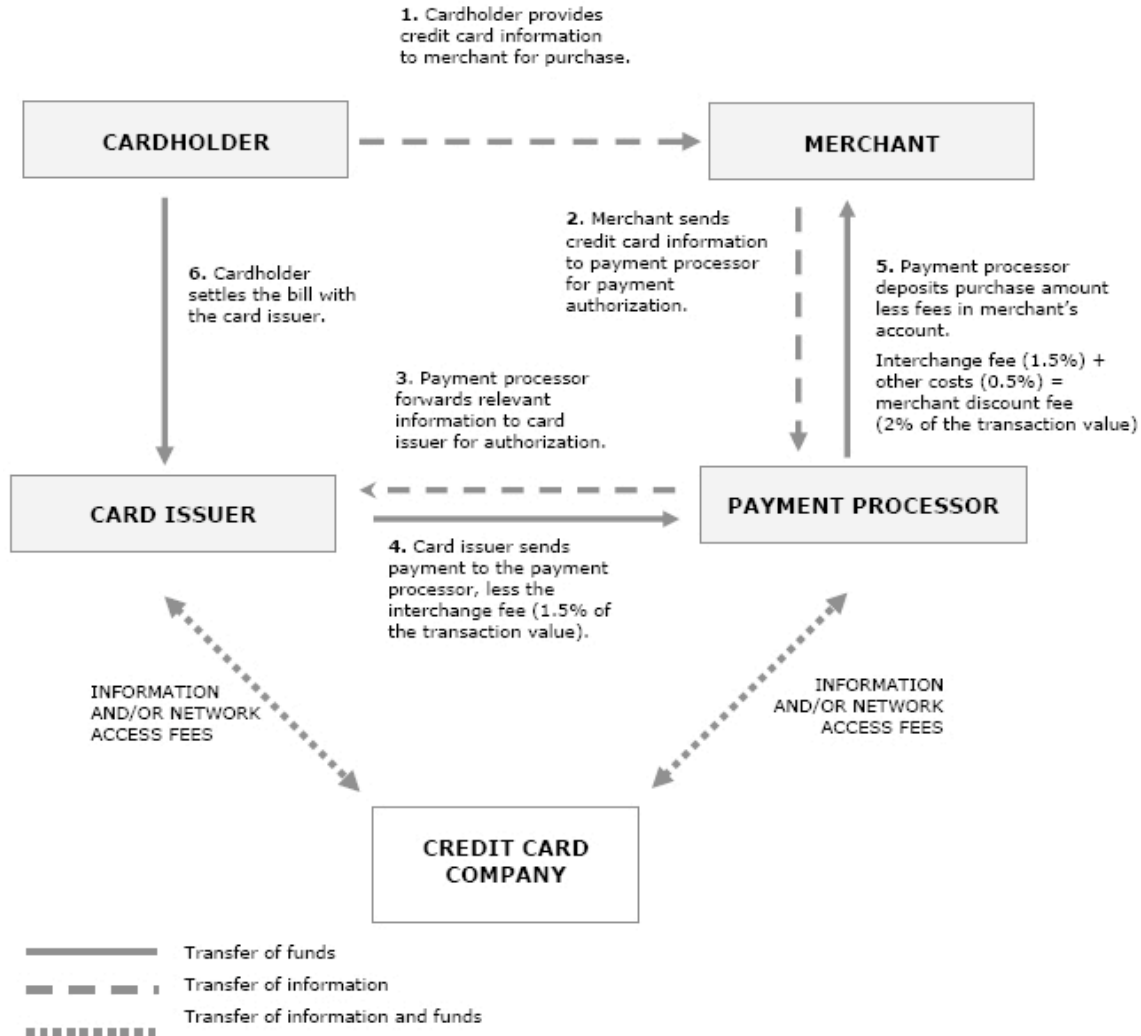 1. Cardholder provides
credit card information
to merchant for purchase.
CARDHOLDER
MERCHANT
2. Merchant sends
credit card information
to payment processor
for payment
authorization.
5. Payment processor
deposits purchase amount
less fees in merchant's
account.
Interchange fee (1.5%) +
other costs (0.5%) =
merchant discount fee
(2% of the transaction value)
6. Cardholder
settles the bill with
the card issuer.
3. Payment processor
forwards relevant
information to card
issuer for authorization.
CARD ISSUER
PAYMENT PROCESSOR
4. Card issuer sends
payment to the payment
processor, less the
interchange fee (1.5% of
the transaction value).
INFORMATION
AND/OR NETWORK
ACCESS FEES
INFORMATION
AND/OR NETWORK
ACCESS FEES
CREDIT CARD
COMPANY
Transfer of funds
Transfer of information
Transfer of information and funds